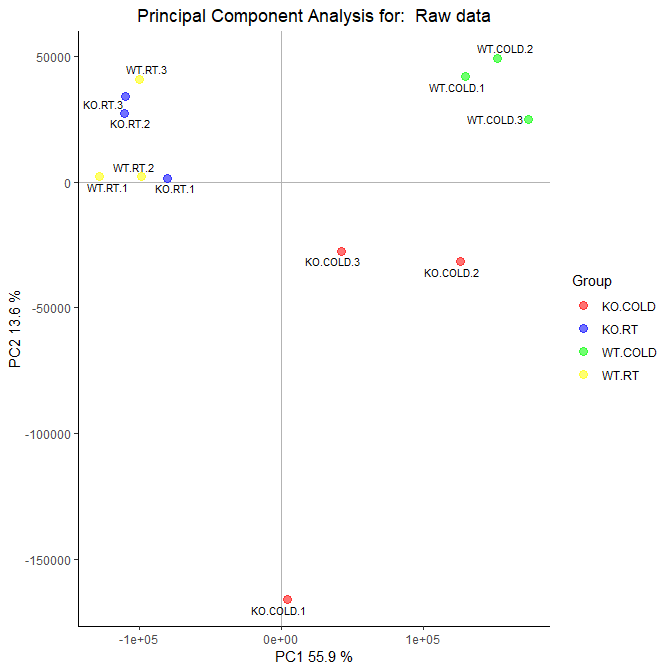 Principal Component Analysis for:  Raw data
WT.COLD.2
WT.RT.3
WT.COLD.1
KO.RT.3
KO.RT.2
WT.COLD.3
WT.RT.2
WT.RT.1
KO.RT.1
KO.COLD.3
KO.COLD.2
KO.COLD.1
50000
0
-50000
-100000
-150000
PC2 13.6 %
-1e+05
0e+00
1e+05
PC1 55.9 %
Group
KO.COLD
KO.RT
WT.COLD
WT.RT